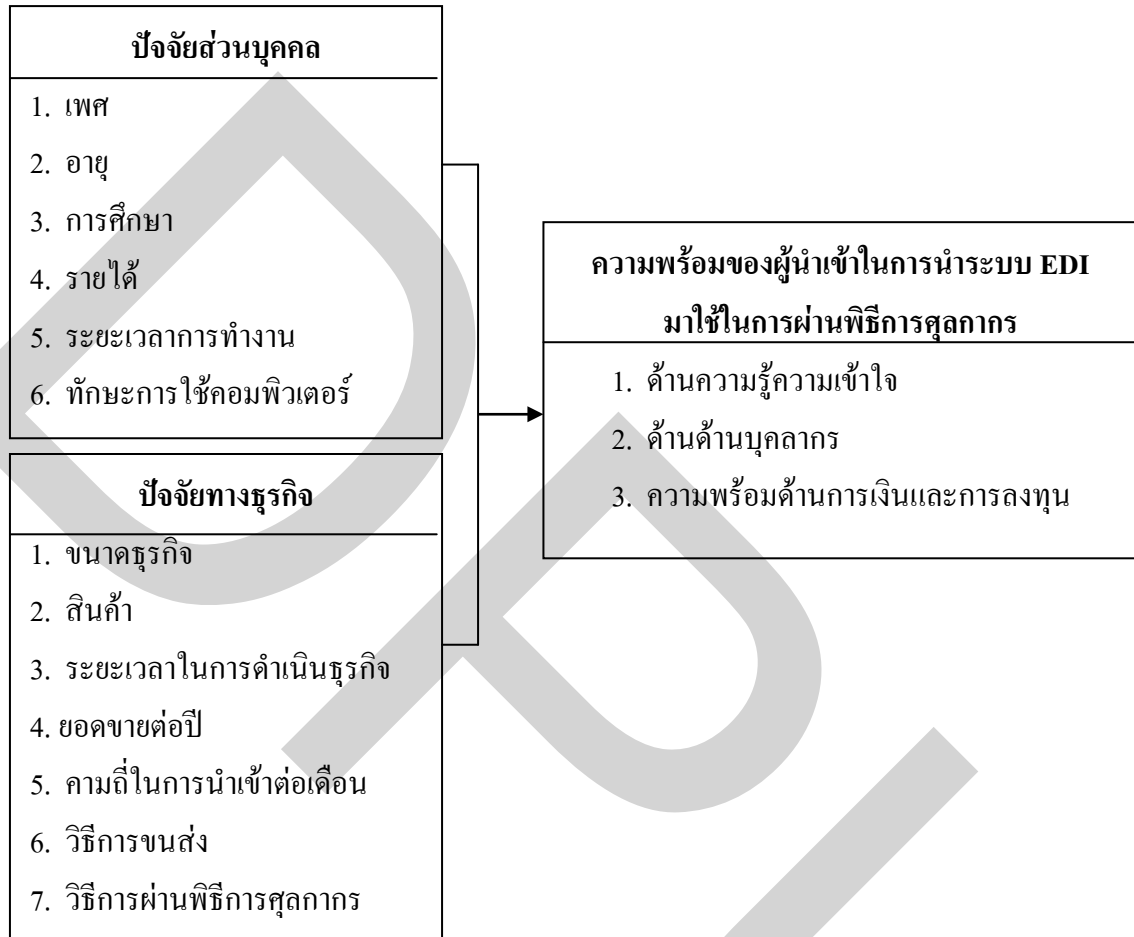 ปัจจัยส่วนบุคคล
1. เพศ
2. อายุ
3. การศึกษา
4. รายได้
5. ระยะเวลาการทำงาน
6. ทักษะการใช้คอมพิวเตอร์
ปัจจัยทางธุรกิจ
1. ขนาดธุรกิจ
2. สินค้า
3. ระยะเวลาในการดำเนินธุรกิจ
4. ยอดขายต่อปี
5. คามถี่ในการนำเข้าต่อเดือน
6. วิธีการขนส่ง
7. วิธีการผ่านพิธีการศุลกากร
ความพร้อมของผู้นำเข้าในการนำระบบ EDI
มาใช้ในการผ่านพิธีการศุลกากร
1. ด้านความรู้ความเข้าใจ
2. ด้านด้านบุคลากร
3. ความพร้อมด้านการเงินและการลงทุน